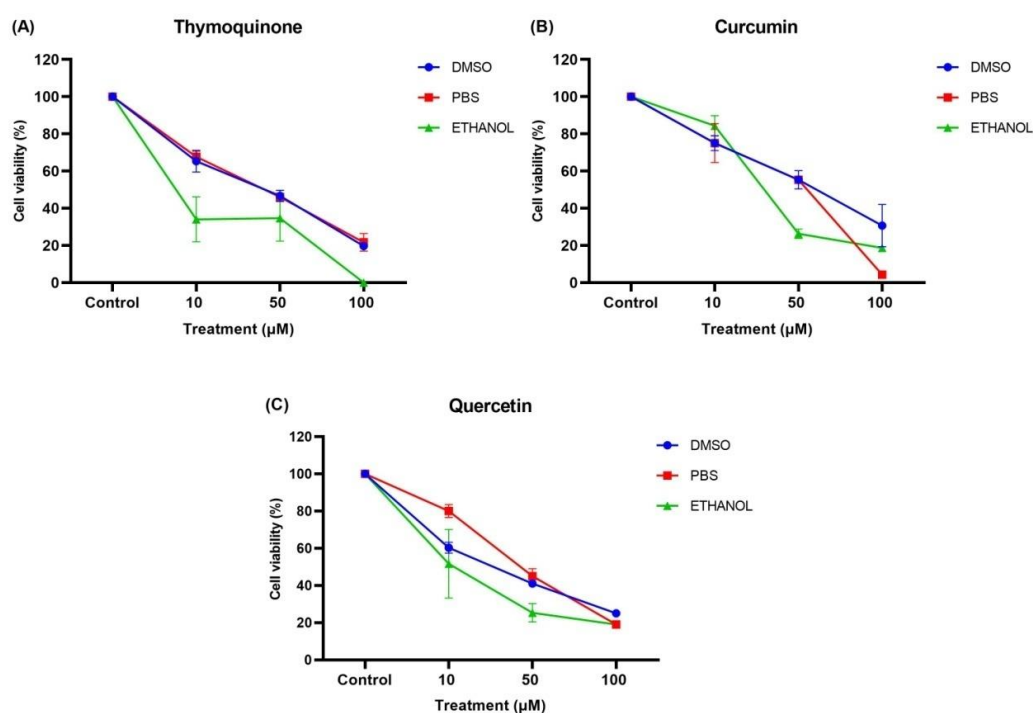 (A)
Thymoquinone
120
100
80
60
40
20
0
Cell viability (%)
Control
10
50
100
Treatment (µM)
DMSO
PBS
ETHANOL
(B)
Curcumin
120
100
80
60
40
20
0
Cell viability (%)
Control
10
50
100
Treatment (µM)
DMSO
PBS
ETHANOL
(C)
Quercetin
120
100
80
60
40
20
0
Cell viability (%)
Control
10
50
100
Treatment (µM)
DMSO
PBS
ETHANOL